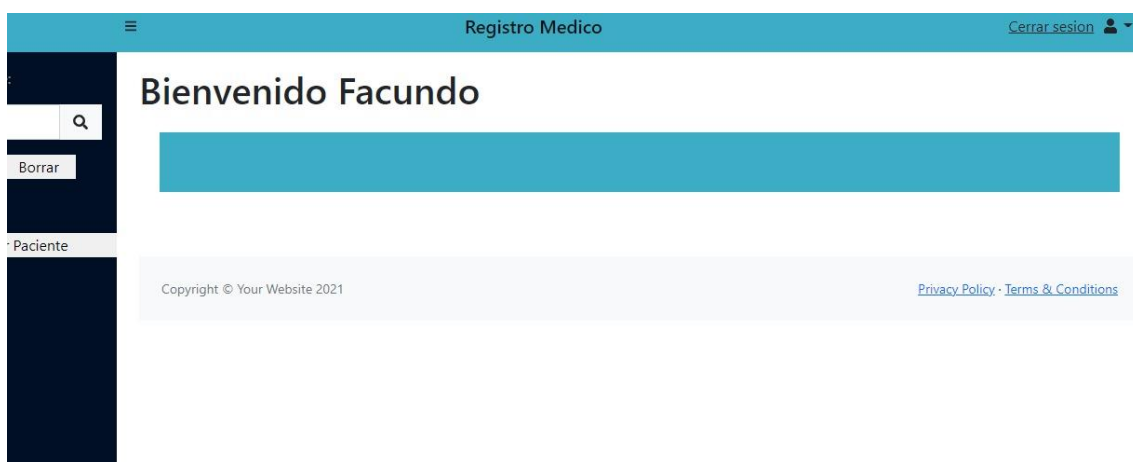 Registro Medico Cerrar sesion
:
Bienvenido Facundo
Borrar
Paciente
Copyright © Your Website 2021 Privacy Policy · Terms & Conditions